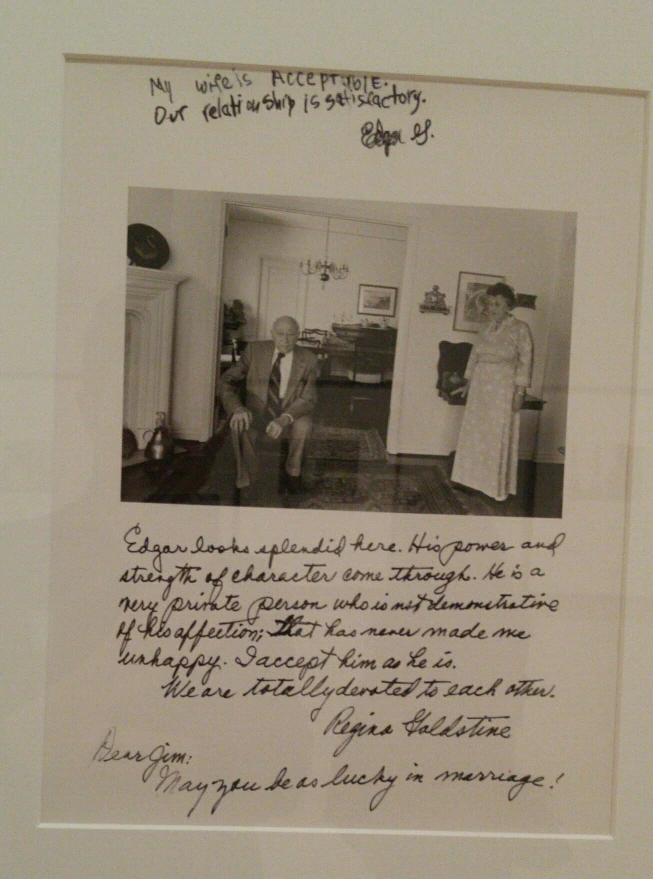 My wife is ACCEPTABLE.
Our relationship is satisfactory.
Edgar G.
Edgar looks splendid here. His power and
strength of character come through. He is a
very private person who is not demonstrative
of his affection; that has never made me
unhappy. I accept him as he is.
We are totally devoted to each other.
Regina Goldstine
Dear Jim:
May you be as lucky in marriage!